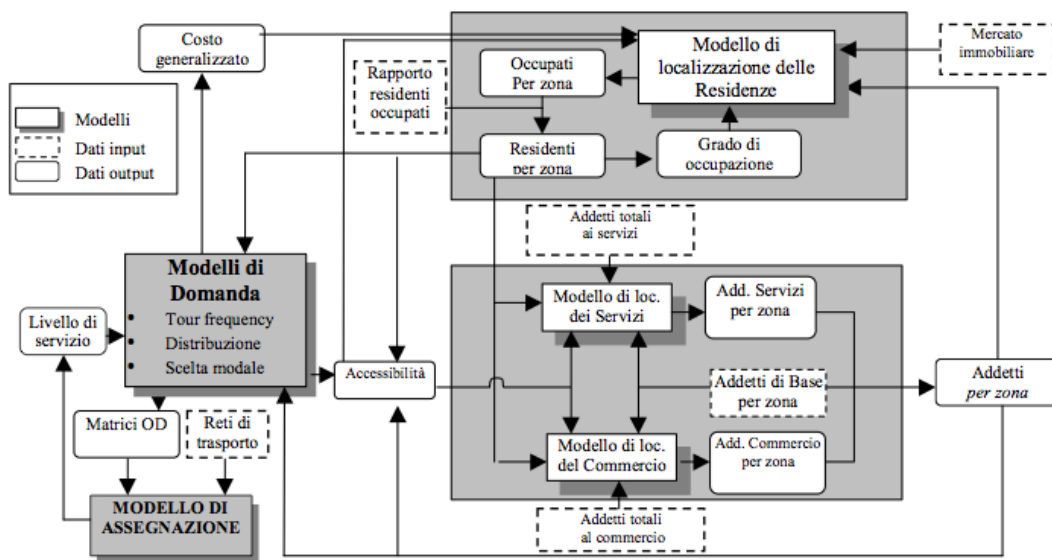 Costo
generalizzato
Modelli
Dati input
Dati output
Rapporto
residenti
occupati
Occupati
Per zona
Modello di
localizzazione delle
Residenze
Mercato
immobiliare
Residenti
per zona
Grado di
occupazione
Addetti totali
ai servizi
Modelli di
Domanda
• Tour frequency
• Distribuzione
• Scelta modale
Livello di
servizio
Modello di loc.
dei Servizi
Add. Servizi
per zona
Accessibilità
Addetti di Base
per zona
Addetti
per zona
Matrici OD
Reti di
trasporto
Modello di loc.
del Commercio
Add. Commercio
per zona
MODELLO DI
ASSEGNAZIONE
Addetti totali
al commercio